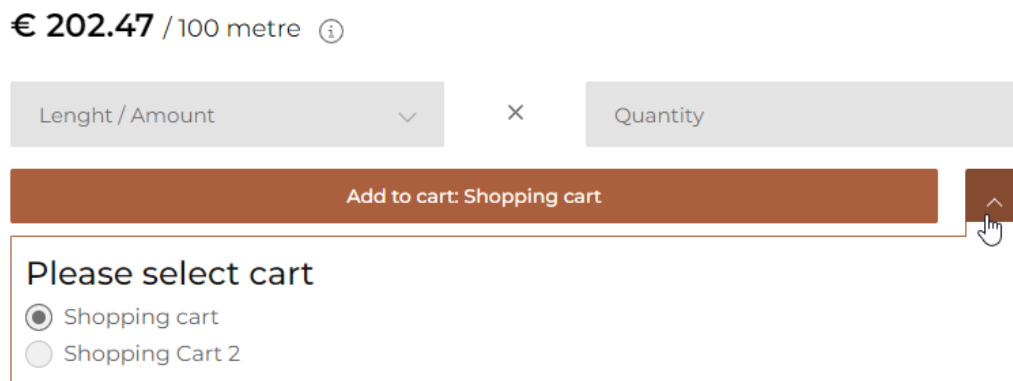 € 202.47 / 100 metre i
Lenght / Amount × Quantity
Add to cart: Shopping cart
Please select cart
Shopping cart
Shopping Cart 2